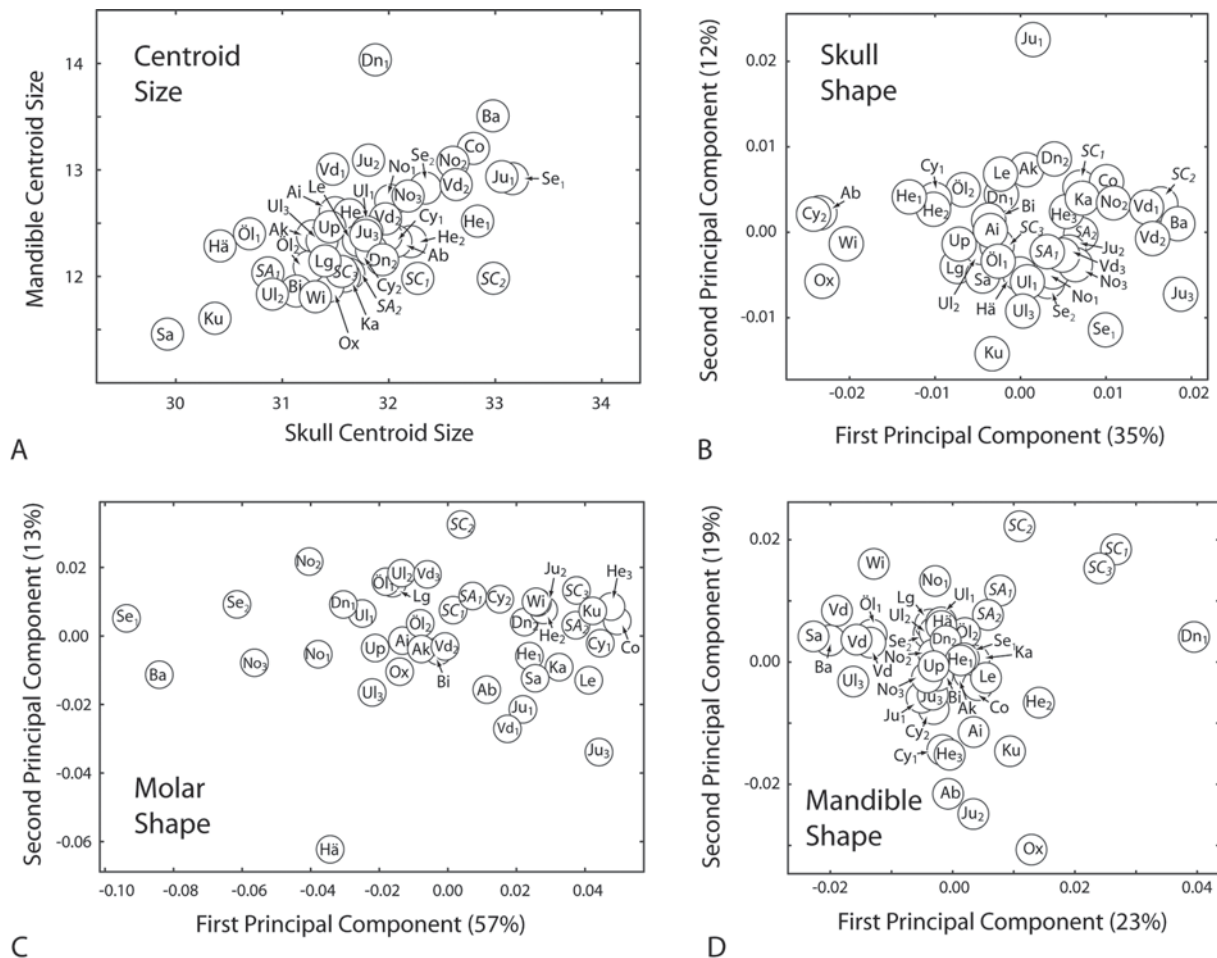 Centroid
Size
Mandible Centroid Size
14
13
12
Dn1
Ba
Co
Se2
No1
No2
Ju2
Vd1
Le
Ai
Ul1
Ju1
Se1
No3
Vd2
Ul3
He
Up
Vd2
Cy1
He1
Ak
Öl1
Hä
Ju3
He2
Öl
Ab
Lg
Dn2
SA1
SC3
SC1
SC2
Bi
Cy2
Ul2
Wi
SA2
Ka
Ox
Ku
Sa
30
31
32
33
34
Skull Centroid Size
A
Skull
Shape
Second Principal Component (12%)
0.02
0.01
0.00
-0.01
Ju1
Dn2
SC1
Ak
Le
Co
SC2
Cy1
Öl2
Dn1
Ka
No2
He1
He2
Ab
Cy2
Bi
He3
Vd1
Ba
Ai
SA2
Vd2
Wi
Up
SC3
SA1
Ju2
Öl1
Vd3
Lg
Sa
No3
Ox
Ul2
Hä
Ul1
No1
Ju3
Ul3
Se2
Se1
Ku
-0.02
-0.01
0.00
0.01
0.02
First Principal Component (35%)
B
Second Principal Component (13%)
0.02
0.00
-0.02
-0.04
-0.06
SC2
No2
Ul2
Vd3
Öl1
Lg
Ju2
He3
SC3
SA1
Cy2
Wi
Ku
Se1
Se2
Dn1
Ul1
SC1
Öl2
Dn2
He2
SA2
Co
Cy1
Ai
Up
Ak
Vd2
No1
He1
No3
Bi
Ox
Ka
Ba
Sa
Le
Ul3
Ab
Ju1
Vd1
Ju3
Hä
Molar
Shape
-0.10
-0.08
-0.06
-0.04
-0.02
0.00
0.02
0.04
First Principal Component (57%)
C
Second Principal Component (19%)
0.02
0.00
-0.02
SC2
SC1
SC3
Wi
No1
Ul1
SA1
Lg
Vd
Öl1
Ul2
Hä
SA2
Sa
Vd
Se2
Öl2
Dn2
Se1
Dn1
Ba
Vd
No2
Up
He1
Ka
Ul3
No3
Ju3
Bi
Le
Ak
Co
He2
Ju1
Cy2
Ai
Cy1
He3
Ku
Ab
Ju2
Ox
Mandible
Shape
-0.02
0.00
0.02
0.04
First Principal Component (23%)
D